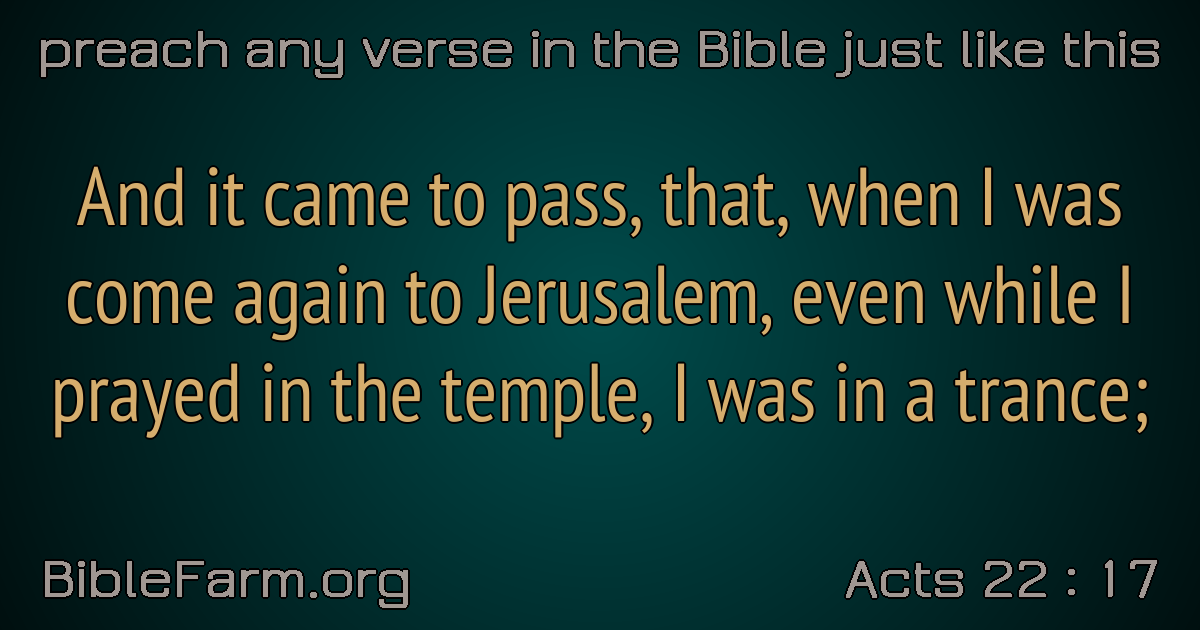 preach any verse in the Bible just like this
And it came to pass, that, when I was
come again to Jerusalem, even while I
prayed in the temple, I was in a trance;
BibleFarm.org
Acts 22 : 17